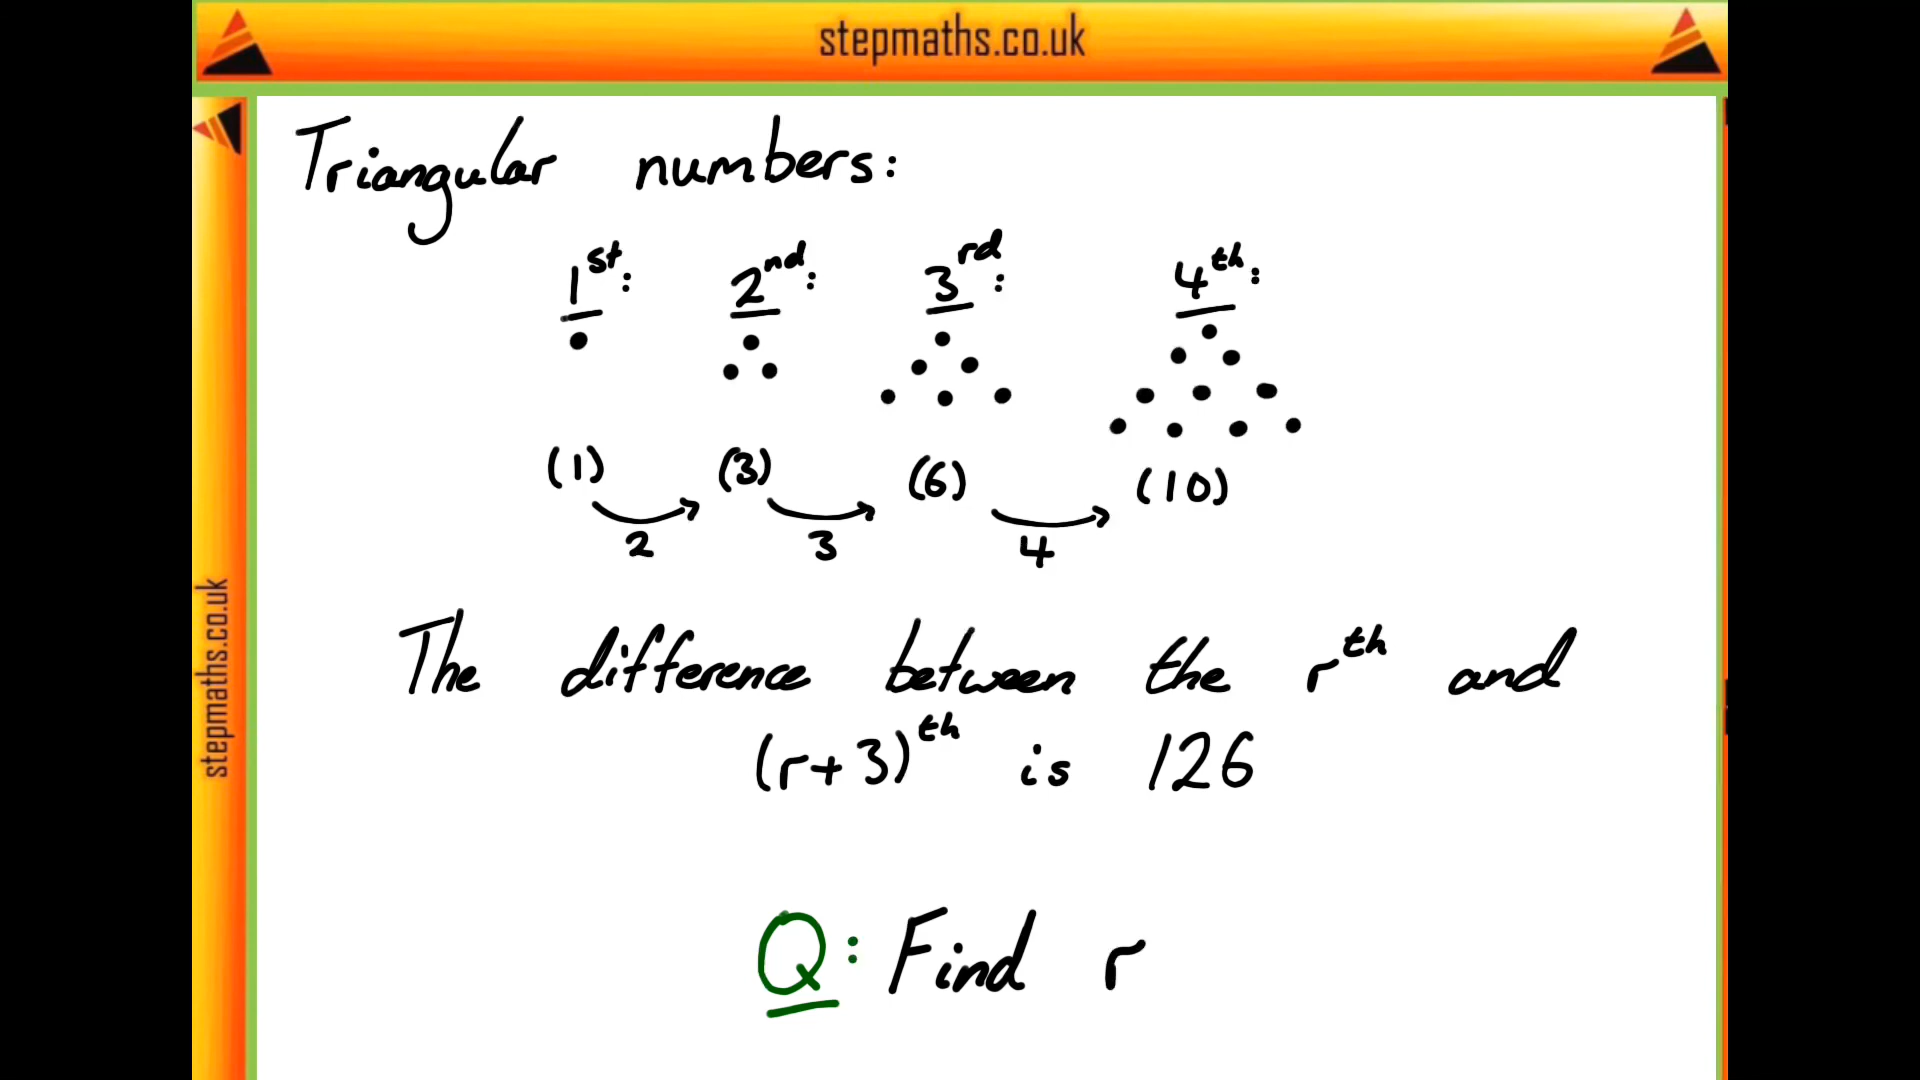 stepmaths.co.uk
stepmaths.co.uk
Triangular numbers:
1st: 2nd: 3rd: 4th:
(1) (3) (6) (10)
2 3 4
The difference between the rth and
(r+3)th is 126
Q: Find r